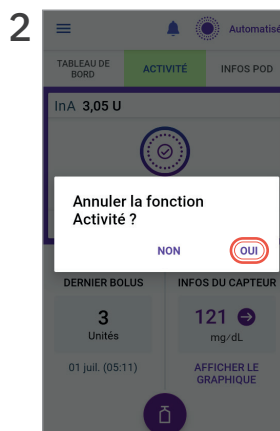 2
Automatisé
TABLEAU DE
BORD
ACTIVITÉ
INFOS POD
InA 3,05 U
Annuler la fonction
Activité ?
NON
OUI
DERNIER BOLUS
INFOS DU CAPTEUR
3
Unités
121
mg/dL
01 juil. (05:11)
AFFICHER LE
GRAPHIQUE